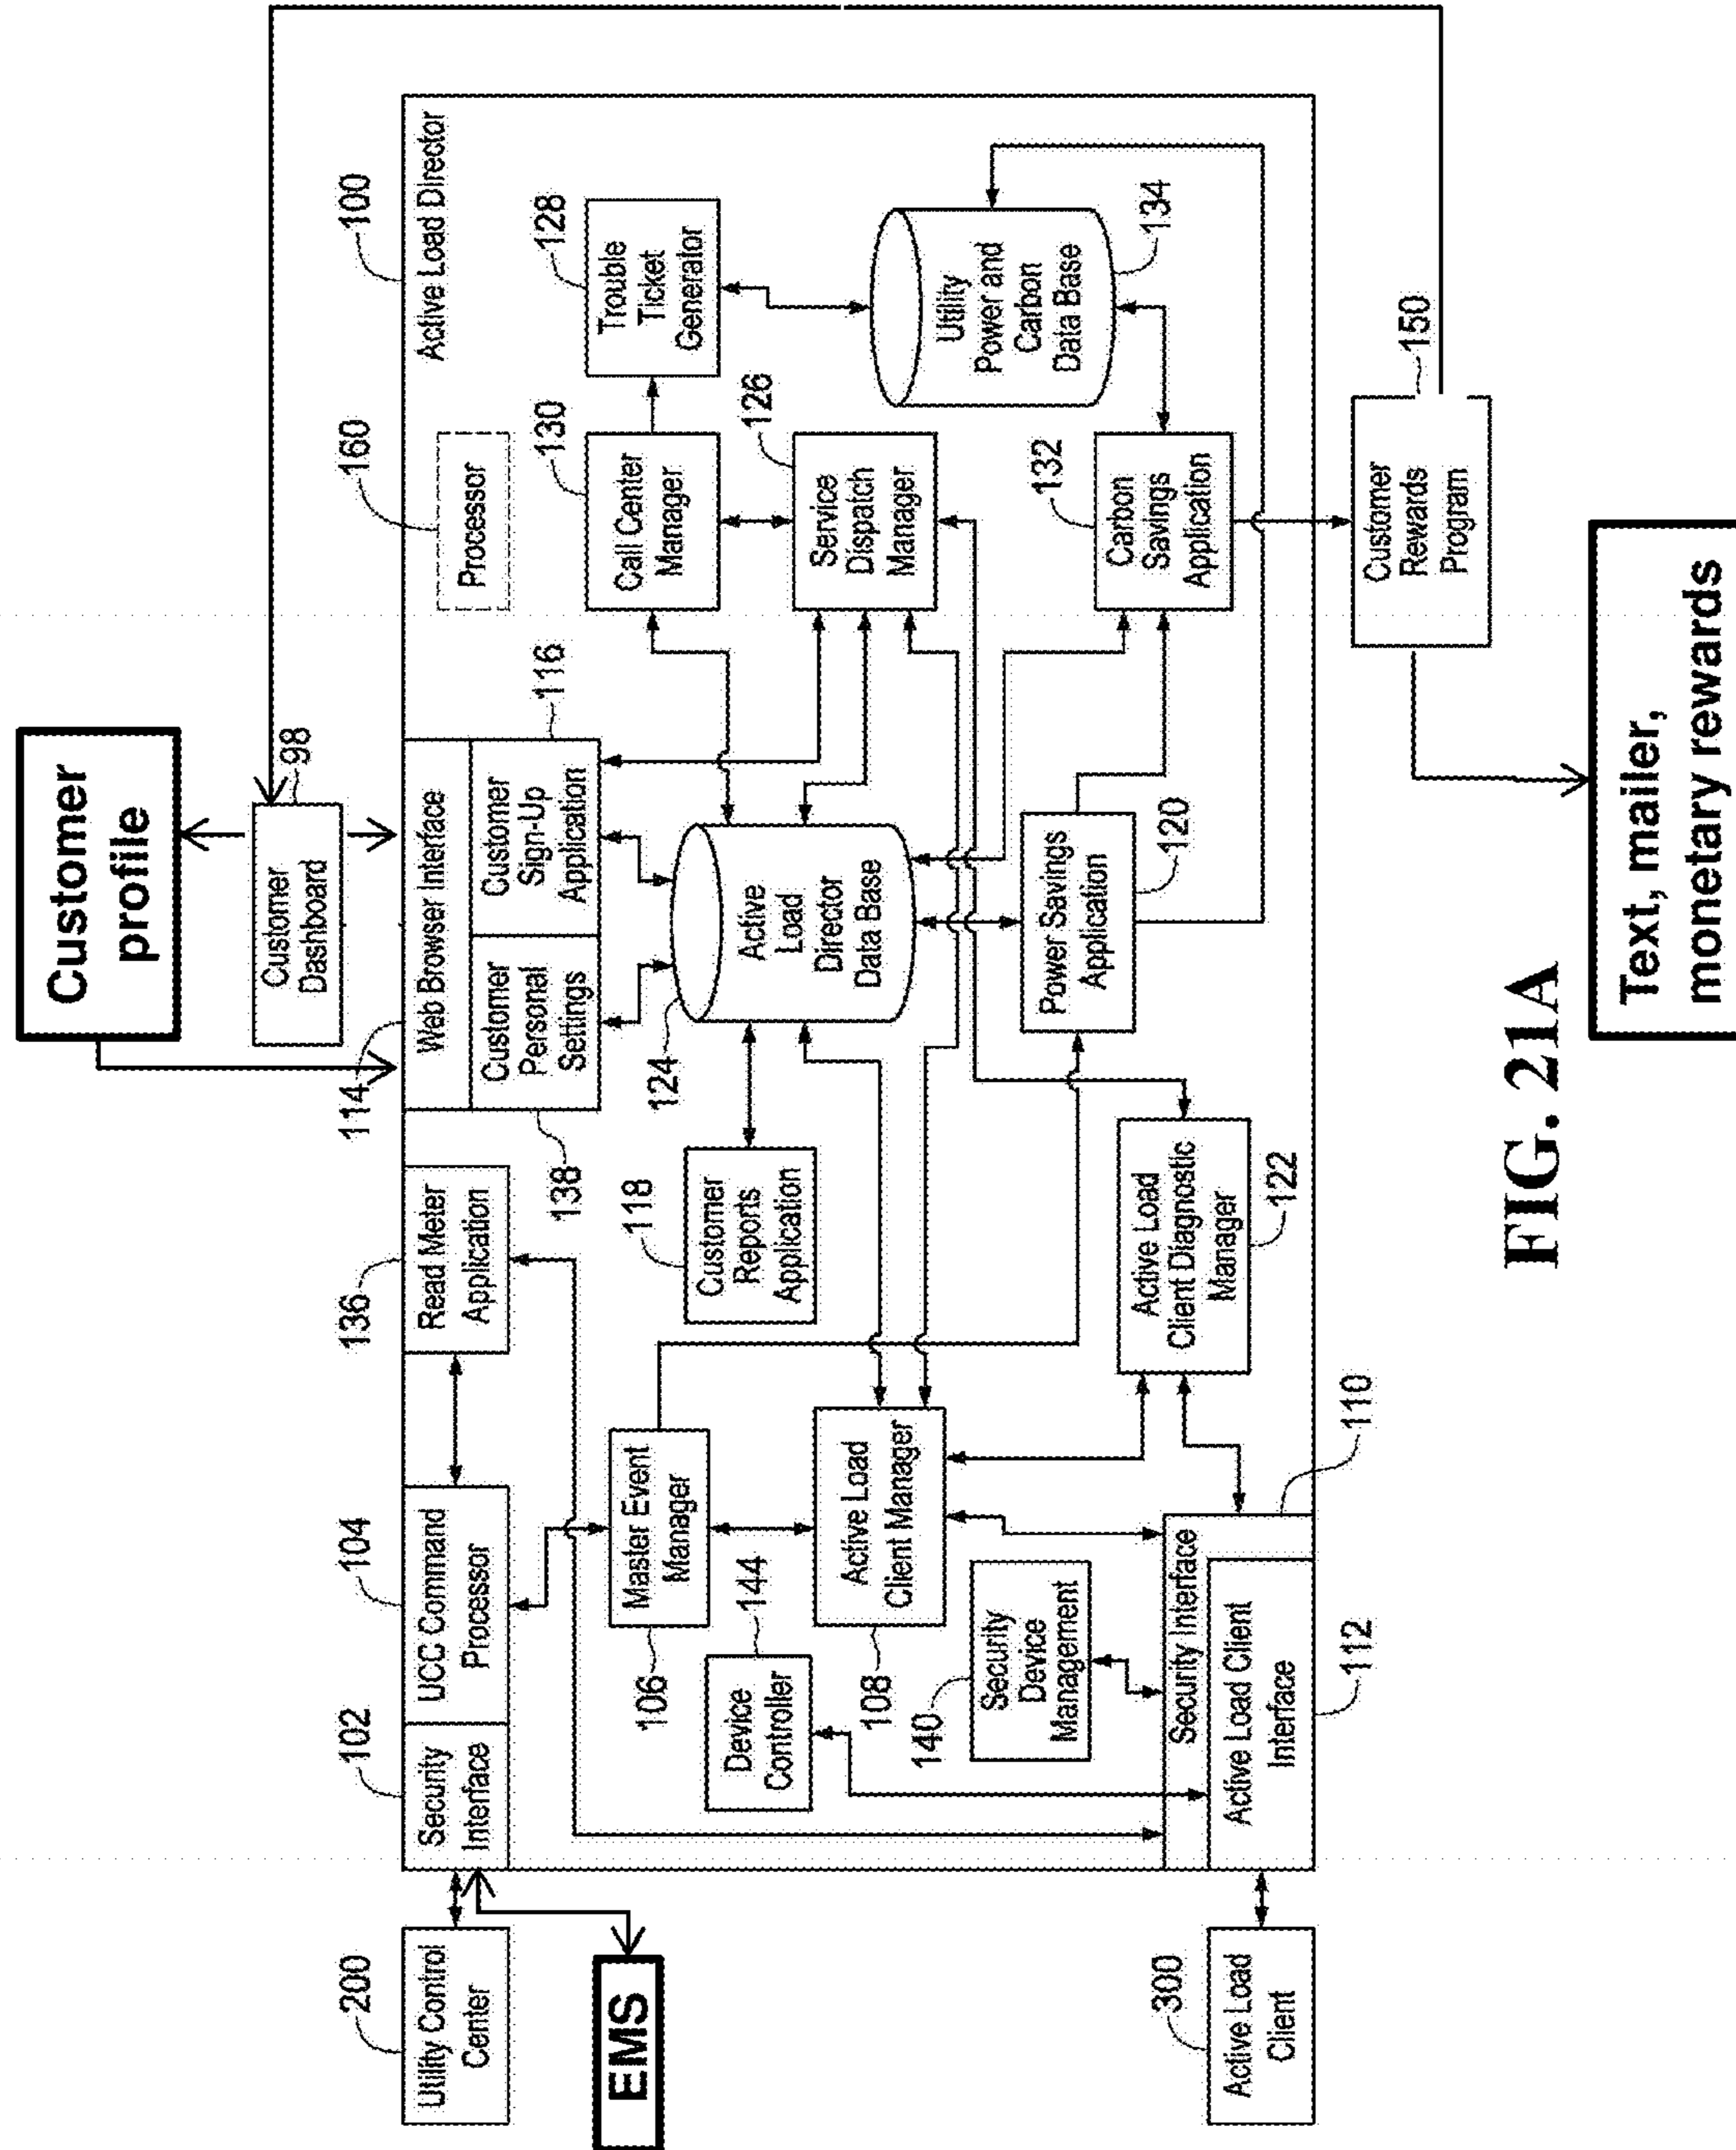 Customer
profile
98
Customer
Dashboard
200
Utility Control
Center
EMS
102
Security
Interface
104
UCC Command
Processor
136
Read Meter
Application
114
Web Browser Interface
Customer
Personal
Settings
138
Customer
Sign-Up
Application
116
160
Processor
100
Active Load Director
106
Master Event
Manager
144
Device
Controller
118
Customer
Reports
Application
124
Active
Load
Director
Data Base
130
Call Center
Manager
128
Trouble
Ticket
Generator
108
Active Load
Client Manager
126
Service
Dispatch
Manager
Utility
Power and
Carbon
Data Base
134
140
Security
Device
Management
120
Power Savings
Application
132
Carbon
Savings
Application
122
Active Load
Client Diagnostic
Manager
110
Security Interface
112
Active Load Client
Interface
300
Active Load
Client
150
Customer
Rewards
Program
Text, mailer,
monetary rewards
FIG. 21A